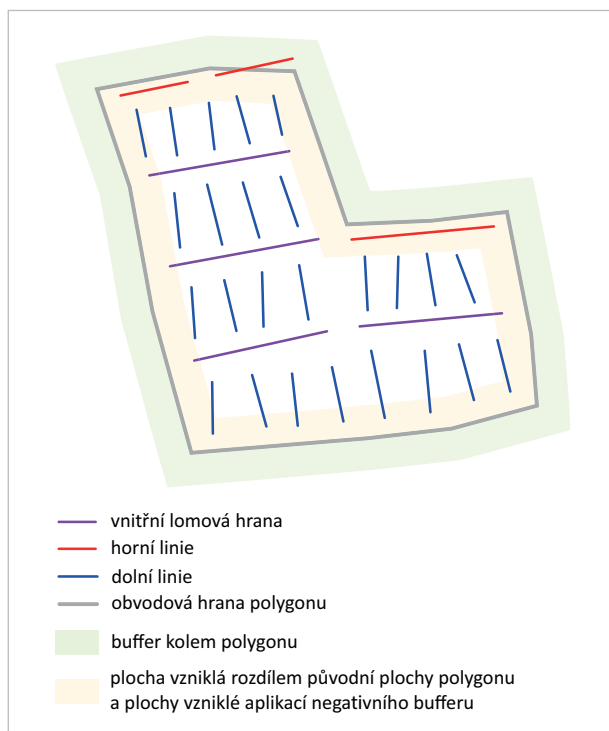 vnitřní lomová hrana
horní linie
dolní linie
obvodová hrana polygonu
buffer kolem polygonu
plocha vzniklá rozdílem původní plochy polygonu
a plochy vzniklé aplikací negativního bufferu